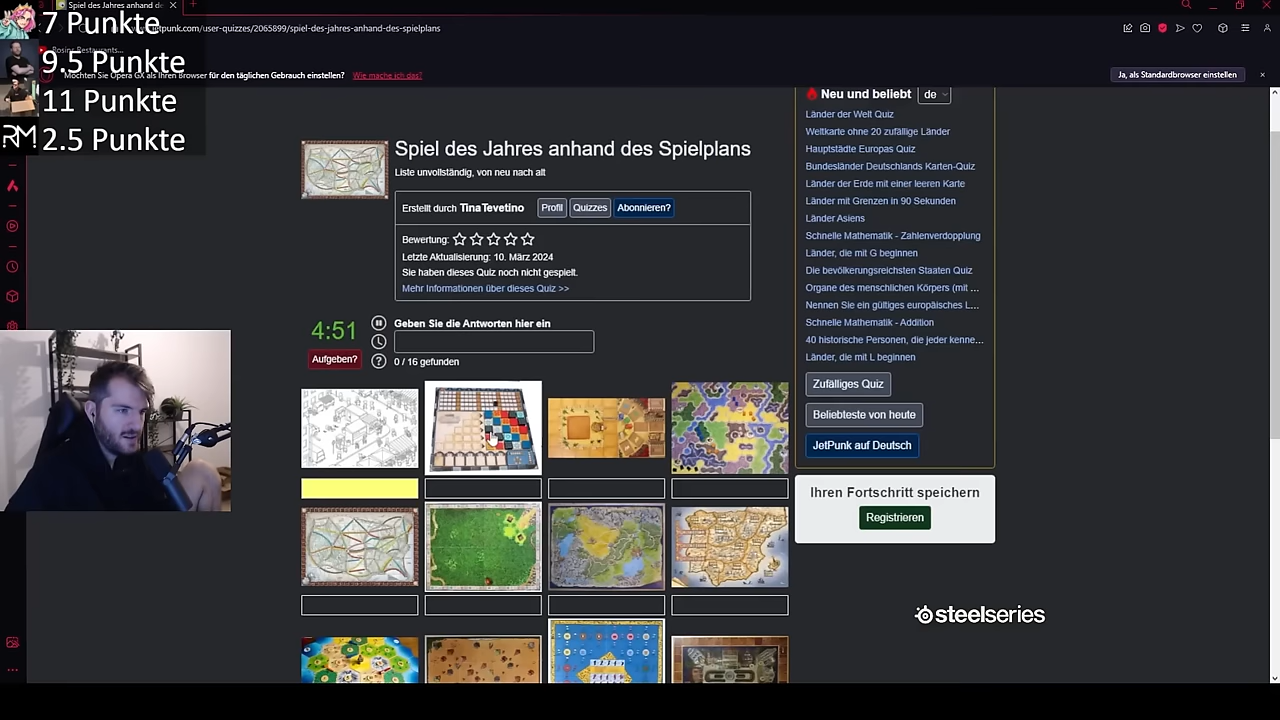 Spiel des Jahres anhand de
7 Punkte
9.5 Punkte
11 Punkte
2.5 Punkte
punk.com/user-quizzes/2065899/spiel-des-jahres-anhand-des-spielplans
Rosins Restaurants...
Möchten Sie Opera GX als Ihren Browser für den täglichen Gebrauch einstellen? Wie mache ich das?
Ja, als Standardbrowser einstellen
Spiel des Jahres anhand des Spielplans
Liste unvollständig, von neu nach alt
Erstellt durch TinaTevetino Profil Quizzes Abonnieren?
Bewertung:
Letzte Aktualisierung: 10. März 2024
Sie haben dieses Quiz noch nicht gespielt.
Mehr Informationen über dieses Quiz >>
4:51
Aufgeben?
Geben Sie die Antworten hier ein
0 / 16 gefunden
Neu und beliebt de
Länder der Welt Quiz
Weltkarte ohne 20 zufällige Länder
Hauptstädte Europas Quiz
Bundesländer Deutschlands Karten-Quiz
Länder der Erde mit einer leeren Karte
Länder mit Grenzen in 90 Sekunden
Länder Asiens
Schnelle Mathematik - Zahlenverdopplung
Länder, die mit G beginnen
Die bevölkerungsreichsten Staaten Quiz
Organe des menschlichen Körpers (mit ...
Nennen Sie ein gültiges europäisches L...
Schnelle Mathematik - Addition
40 historische Personen, die jeder kenne...
Länder, die mit L beginnen
Zufälliges Quiz
Beliebteste von heute
JetPunk auf Deutsch
Ihren Fortschritt speichern
Registrieren
steelseries
RM